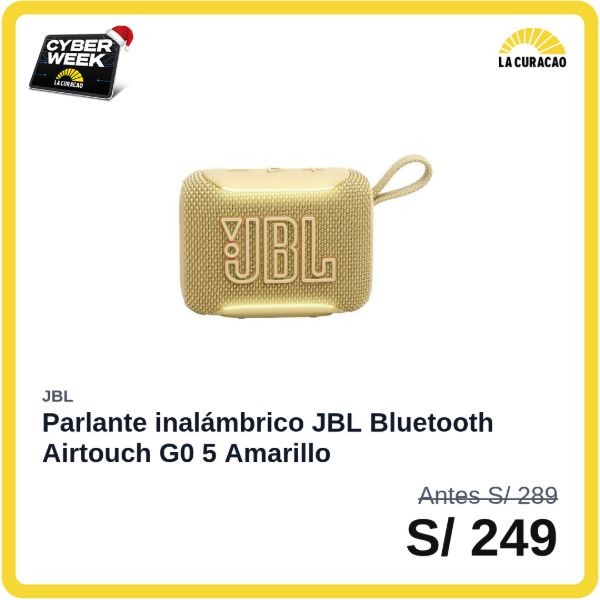 CYBER
WEEK
LA CURACAO
LA CURACAO
JBL
JBL
Parlante inalámbrico JBL Bluetooth
Airtouch G0 5 Amarillo
Antes S/ 289
S/ 249